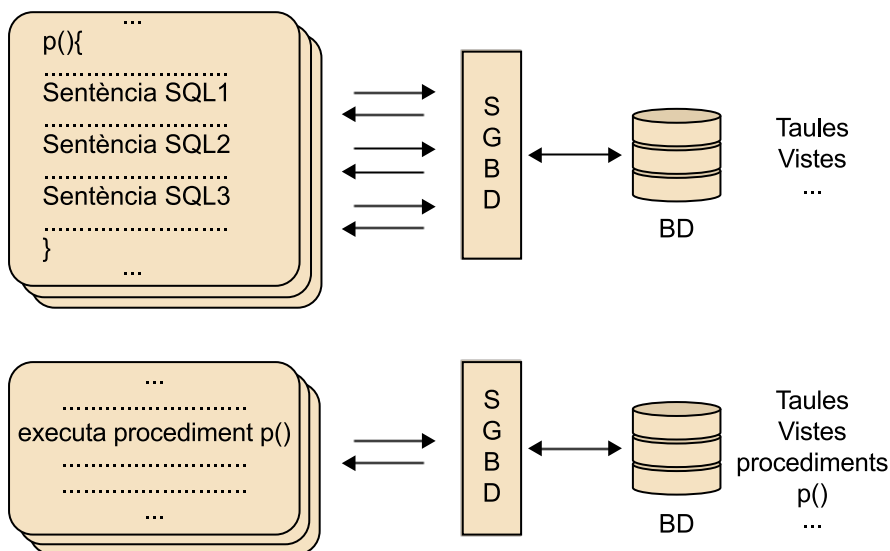 ...
p(){
..............................
Sentència SQL1
..............................
Sentència SQL2
..............................
Sentència SQL3
..............................
}
...
S
G
B
D
BD
Taules
Vistes
...
...
..............................
executa procediment p()
..............................
..............................
...
S
G
B
D
BD
Taules
Vistes
procediments
p()
...